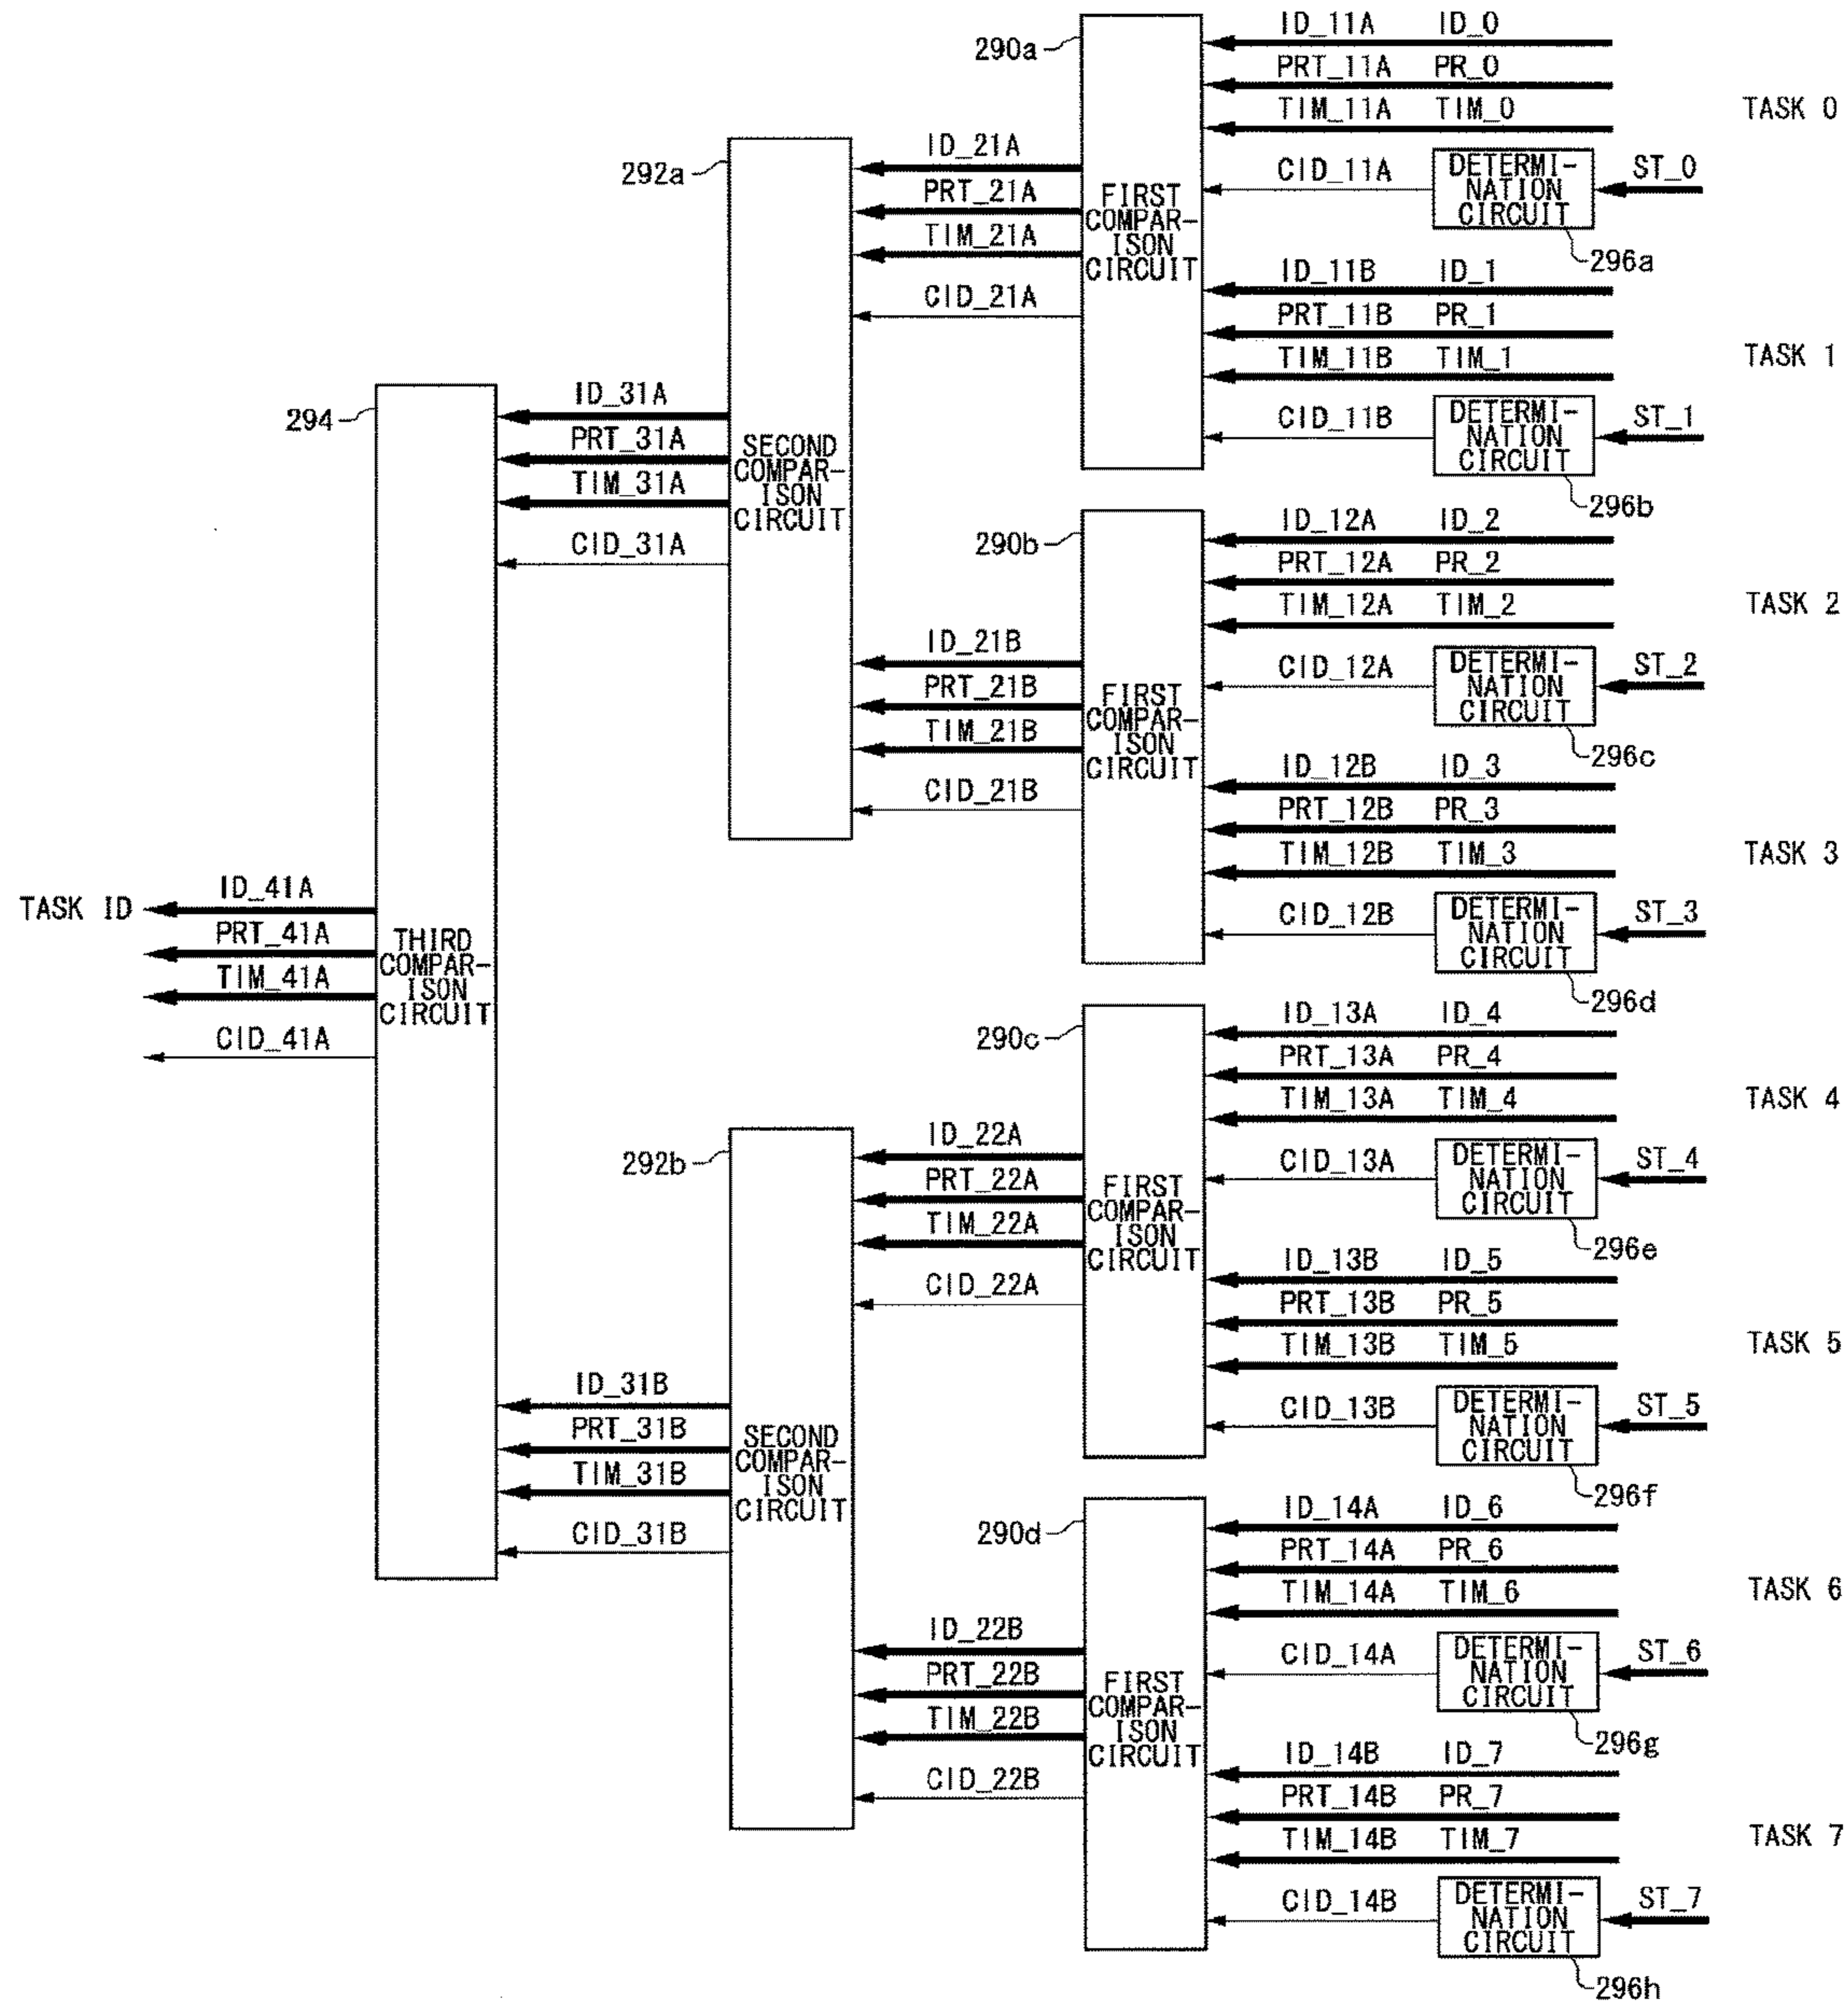 ID_11A ID_0
290a
PRT_11A PR_0
TIM_11A TIM_0
TASK 0
292a
ID_21A
CID_11A
DETERMI-
NATION
CIRCUIT
ST_0
PRT_21A
FIRST
COMPAR-
ISON
CIRCUIT
TIM_21A
296a
ID_11B ID_1
CID_21A
PRT_11B PR_1
TIM_11B TIM_1
TASK 1
294
ID_31A
CID_11B
DETERMI-
NATION
CIRCUIT
ST_1
PRT_31A
SECOND
COMPAR-
ISON
CIRCUIT
TIM_31A
296b
CID_31A
290b
ID_12A ID_2
PRT_12A PR_2
TIM_12A TIM_2
TASK 2
ID_21B
CID_12A
DETERMI-
NATION
CIRCUIT
ST_2
PRT_21B
FIRST
COMPAR-
ISON
CIRCUIT
TIM_21B
296c
ID_12B ID_3
CID_21B
PRT_12B PR_3
TIM_12B TIM_3
TASK 3
TASK ID
ID_41A
CID_12B
DETERMI-
NATION
CIRCUIT
ST_3
PRT_41A
THIRD
COMPAR-
ISON
CIRCUIT
TIM_41A
296d
CID_41A
290c
ID_13A ID_4
PRT_13A PR_4
TIM_13A TIM_4
TASK 4
292b
ID_22A
CID_13A
DETERMI-
NATION
CIRCUIT
ST_4
PRT_22A
FIRST
COMPAR-
ISON
CIRCUIT
TIM_22A
296e
ID_13B ID_5
CID_22A
PRT_13B PR_5
TIM_13B TIM_5
TASK 5
ID_31B
CID_13B
DETERMI-
NATION
CIRCUIT
ST_5
PRT_31B
SECOND
COMPAR-
ISON
CIRCUIT
TIM_31B
296f
CID_31B
290d
ID_14A ID_6
PRT_14A PR_6
TIM_14A TIM_6
TASK 6
ID_22B
CID_14A
DETERMI-
NATION
CIRCUIT
ST_6
PRT_22B
FIRST
COMPAR-
ISON
CIRCUIT
TIM_22B
296g
ID_14B ID_7
CID_22B
PRT_14B PR_7
TIM_14B TIM_7
TASK 7
CID_14B
DETERMI-
NATION
CIRCUIT
ST_7
296h